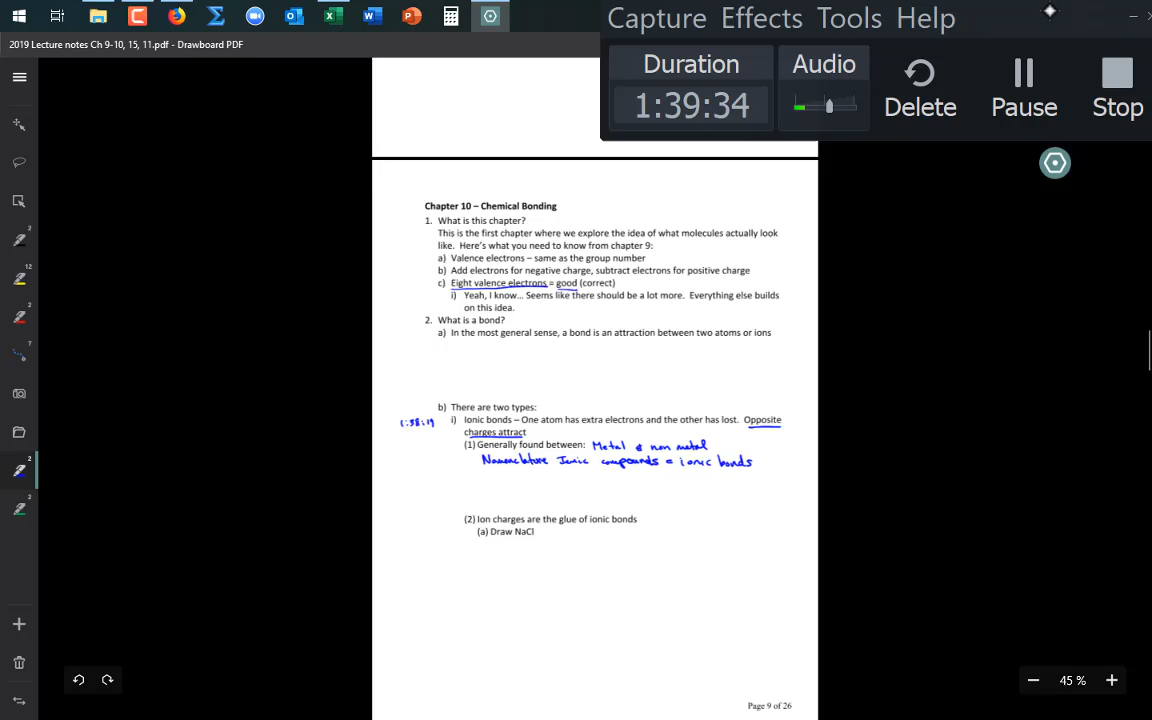 Capture Effects Tools Help
2019 Lecture notes Ch 9-10, 15, 11.pdf - Drawboard PDF
Duration
Audio
1:39:34
Delete
Pause
Stop
2
12
2
7
2
2
Chapter 10 – Chemical Bonding
1. What is this chapter?
This is the first chapter where we explore the idea of what molecules actually look
like. Here's what you need to know from chapter 9:
a) Valence electrons – same as the group number
b) Add electrons for negative charge, subtract electrons for positive charge
c) Eight valence electrons = good (correct)
i) Yeah, I know... Seems like there should be a lot more. Everything else builds
on this idea.
2. What is a bond?
a) In the most general sense, a bond is an attraction between two atoms or ions
b) There are two types:
1:38:19 i) Ionic bonds – One atom has extra electrons and the other has lost. Opposite
charges attract
(1) Generally found between: Metal & non metal
Nomenclature Ionic compounds = ionic bonds
(2) Ion charges are the glue of ionic bonds
(a) Draw NaCl
Page 9 of 26
45 %